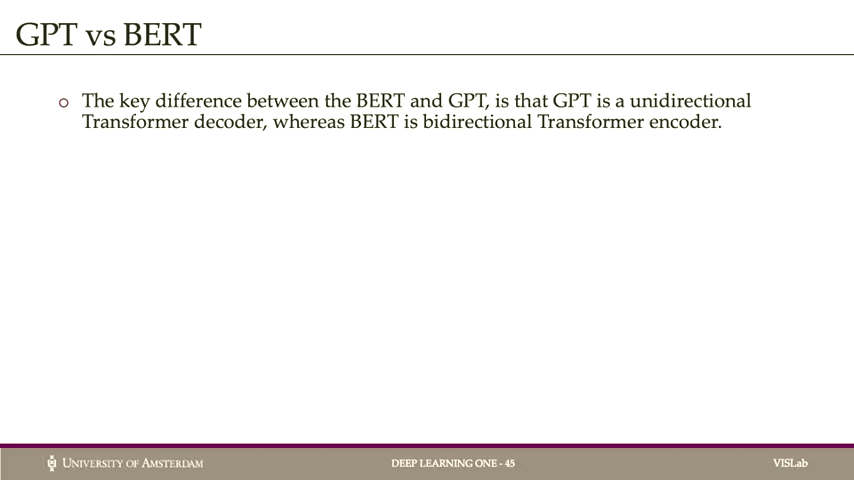 GPT vs BERT
The key difference between the BERT and GPT, is that GPT is a unidirectional
Transformer decoder, whereas BERT is bidirectional Transformer encoder.
UNIVERSITY OF AMSTERDAM
DEEP LEARNING ONE - 45
VISLab